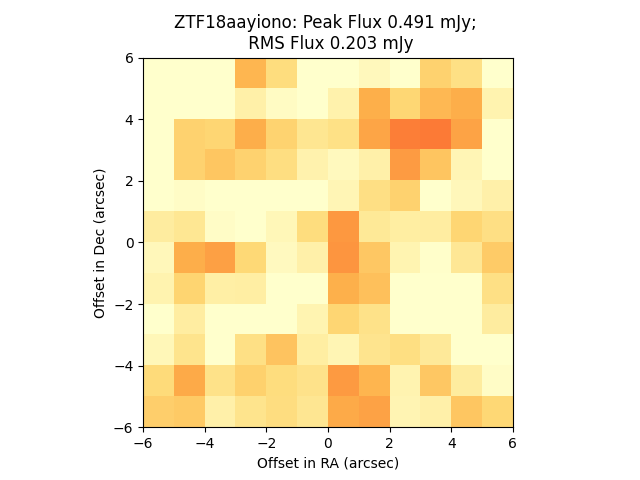 ZTF18aayiono: Peak Flux 0.491 mJy;
RMS Flux 0.203 mJy
6
4
2
0
−2
−4
−6
Offset in Dec (arcsec)
−6 −4 −2 0 2 4 6
Offset in RA (arcsec)